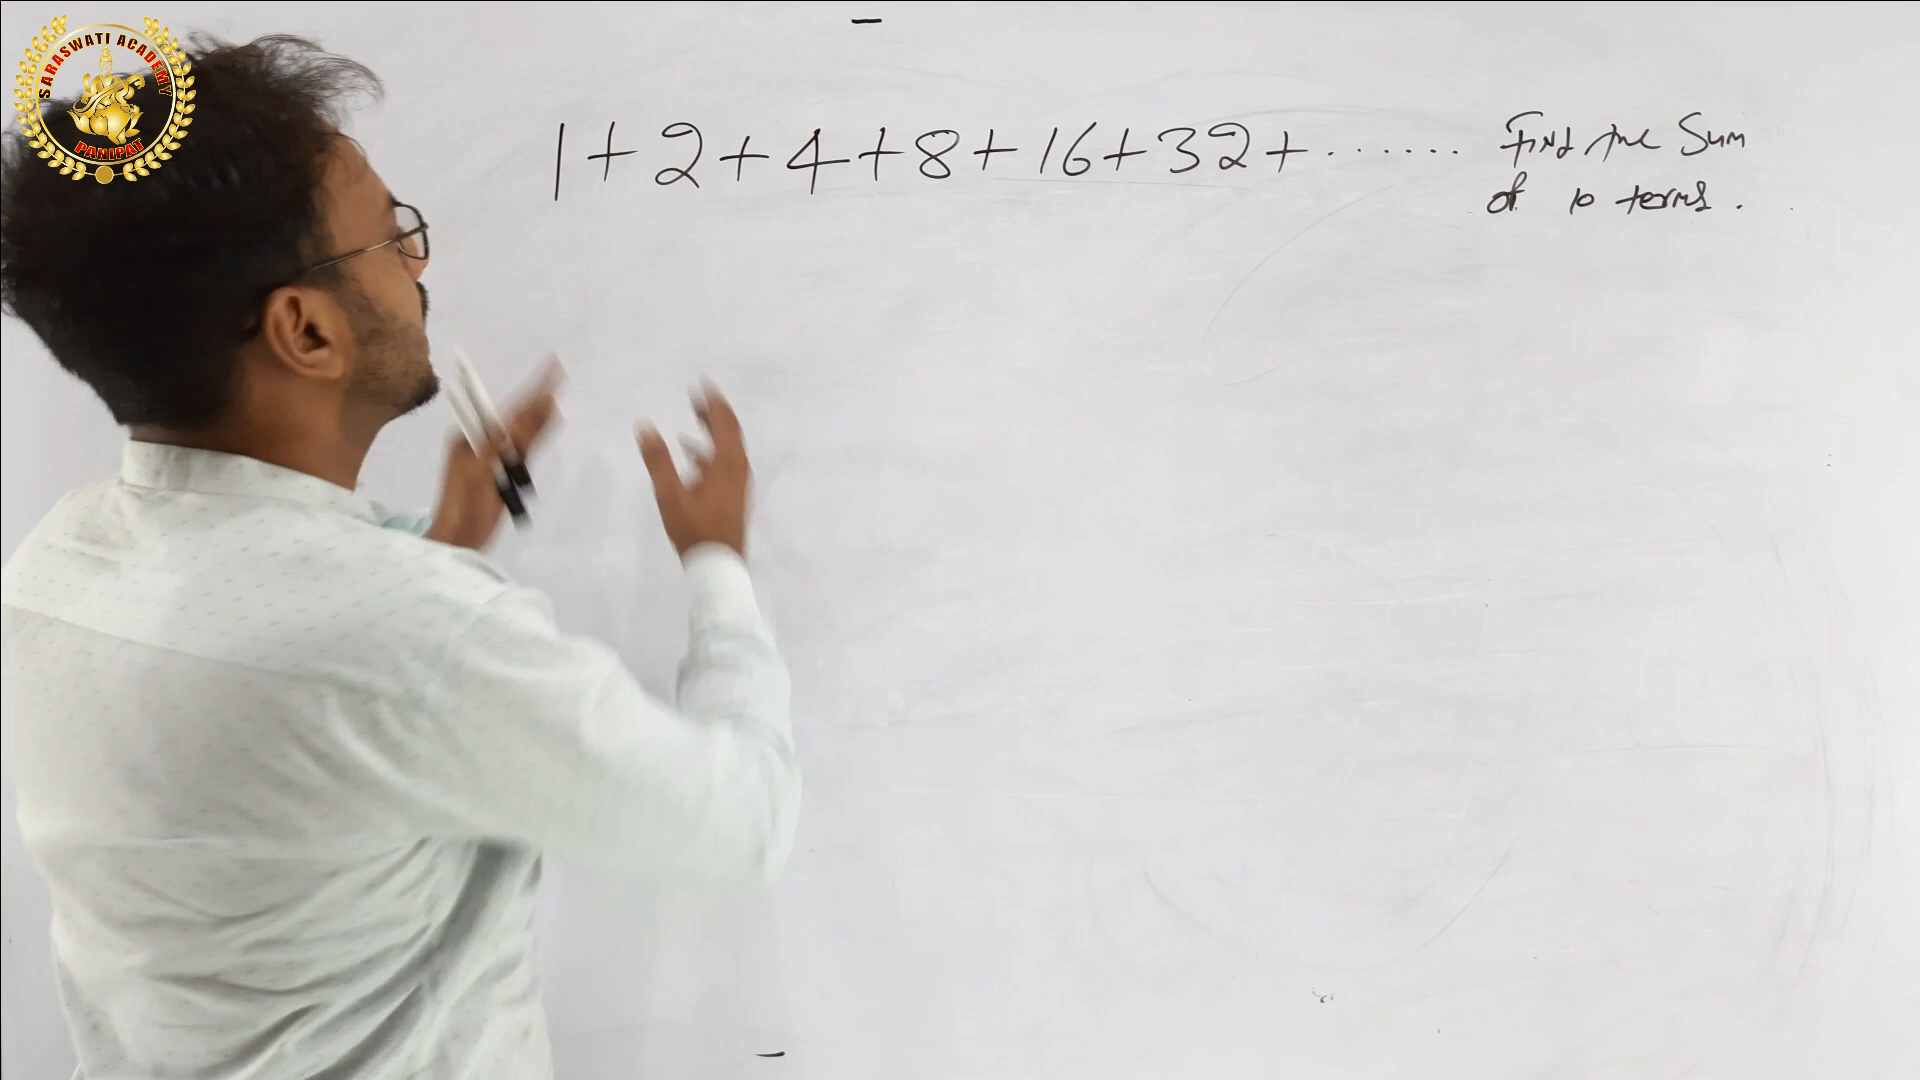 SARASWATI ACADEMY
PANIPAT
1+2+4+8+16+32+...... Find the Sum
of 10 terms.